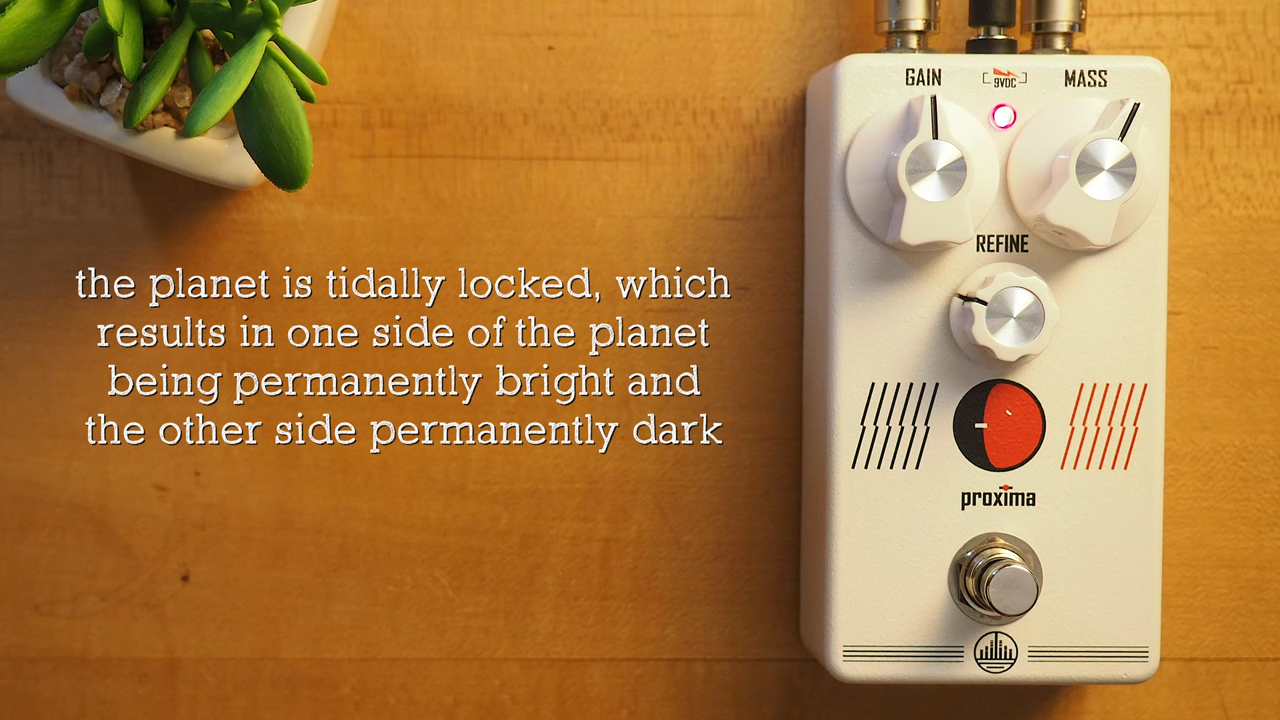 GAIN
9VDC
MASS
REFINE
the planet is tidally locked, which
results in one side of the planet
being permanently bright and
the other side permanently dark
proxima